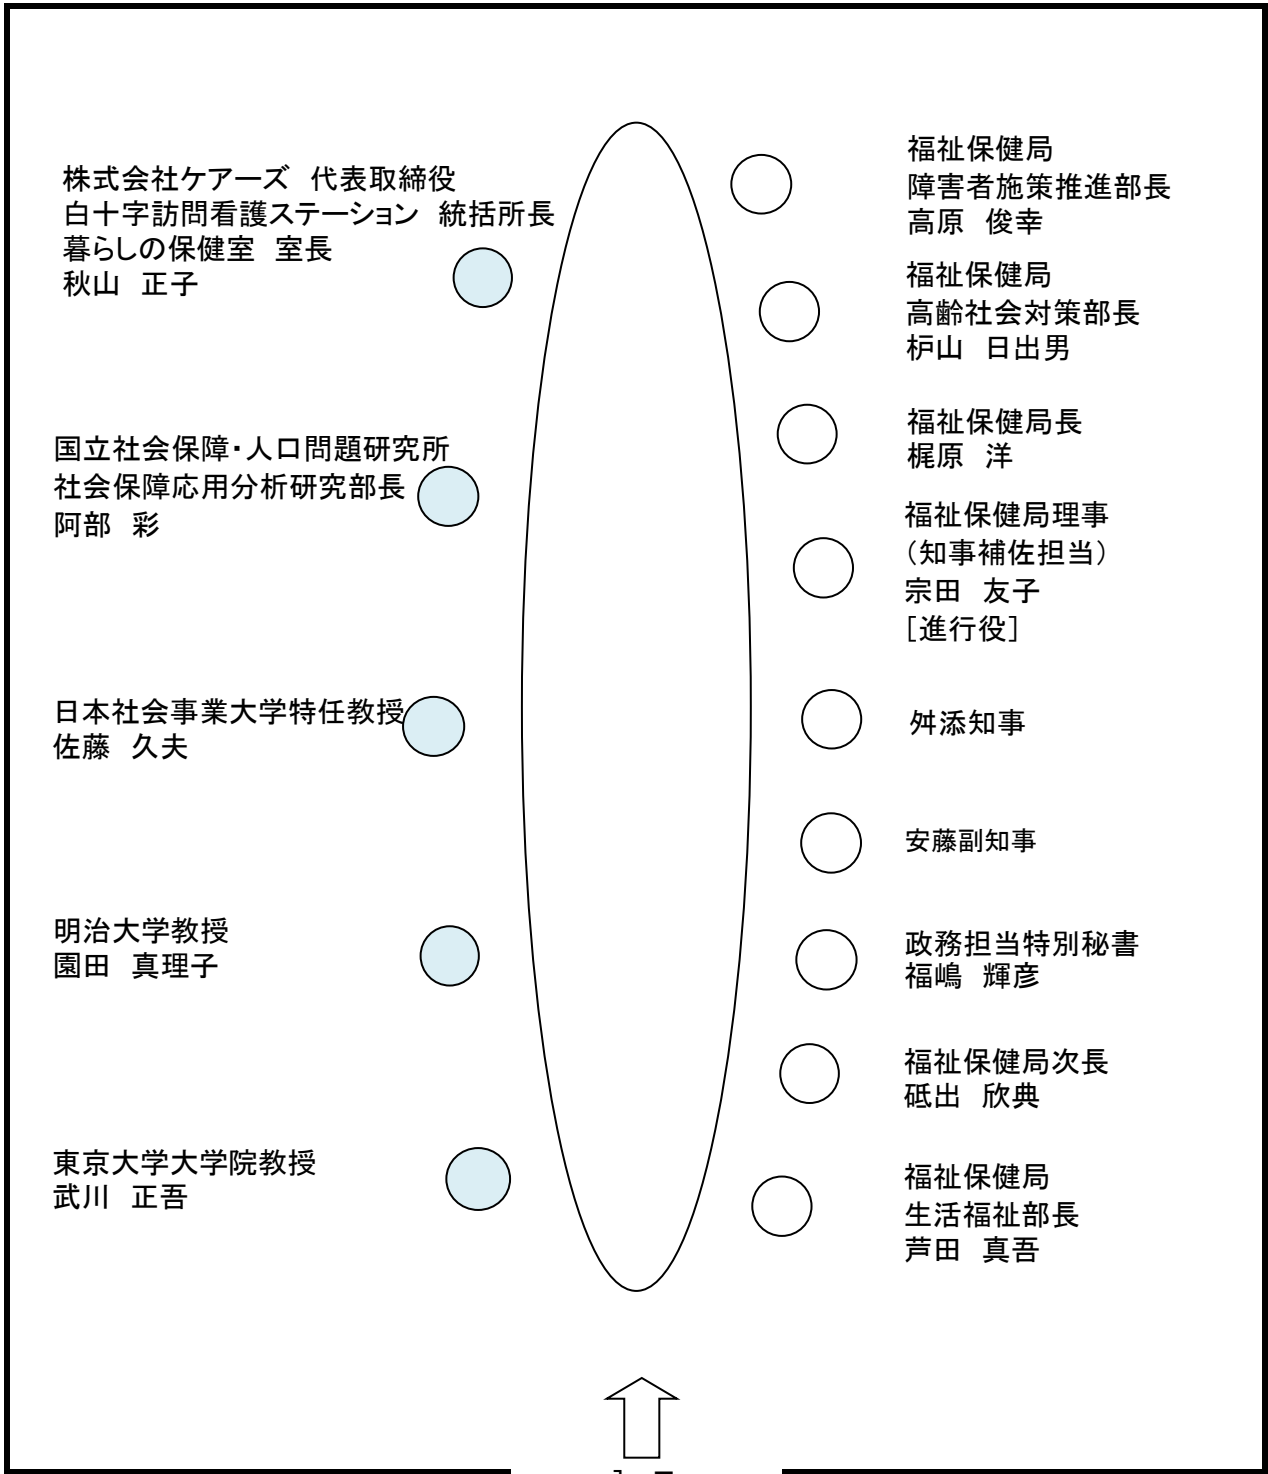 株式会社ケアーズ　代表取締役
白十字訪問看護ステーション　統括所長
暮らしの保健室　室長
秋山　正子
国立社会保障・人口問題研究所
社会保障応用分析研究部長
阿部　彩
日本社会事業大学特任教授
佐藤　久夫
明治大学教授
園田　真理子
東京大学大学院教授
武川　正吾
福祉保健局
障害者施策推進部長
高原　俊幸
福祉保健局
高齢社会対策部長
枦山　日出男
福祉保健局長
梶原　洋
福祉保健局理事
（知事補佐担当）
宗田　友子
［進行役］
舛添知事
安藤副知事
政務担当特別秘書
福嶋　輝彦
福祉保健局次長
砥出　欣典
福祉保健局
生活福祉部長
芦田　真吾